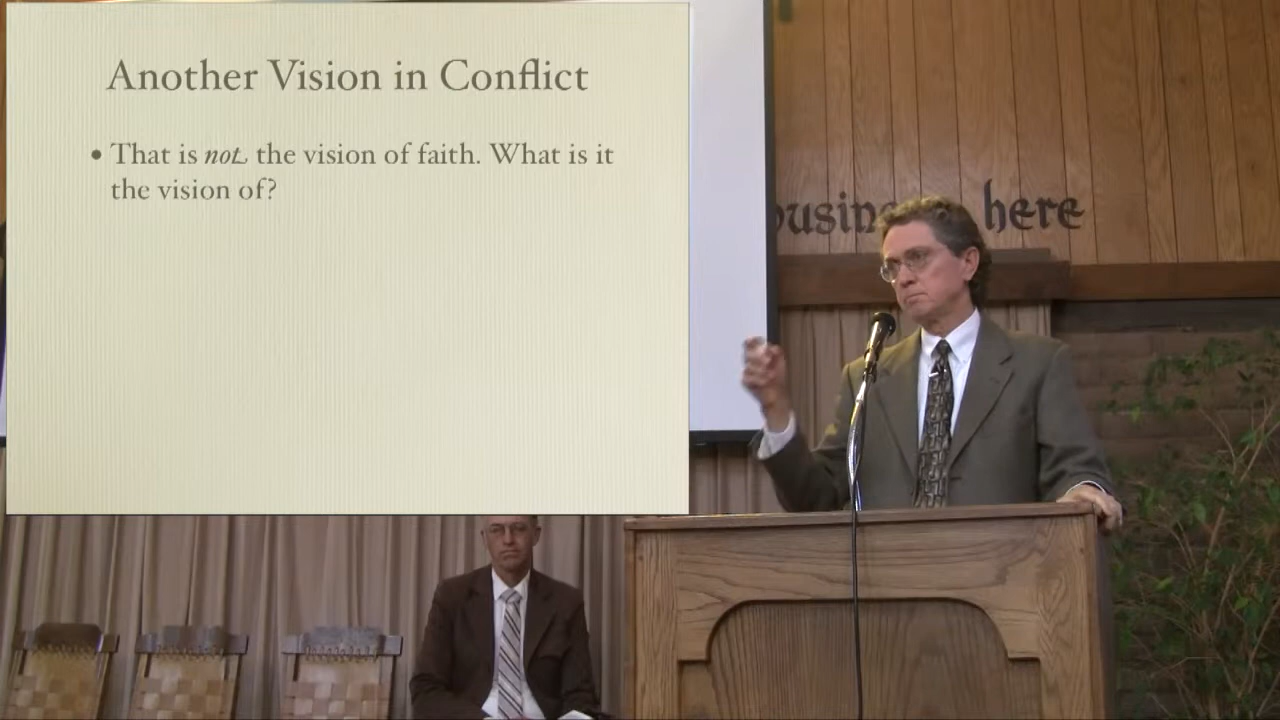 Another Vision in Conflict
• That is not the vision of faith. What is it
the vision of?
here